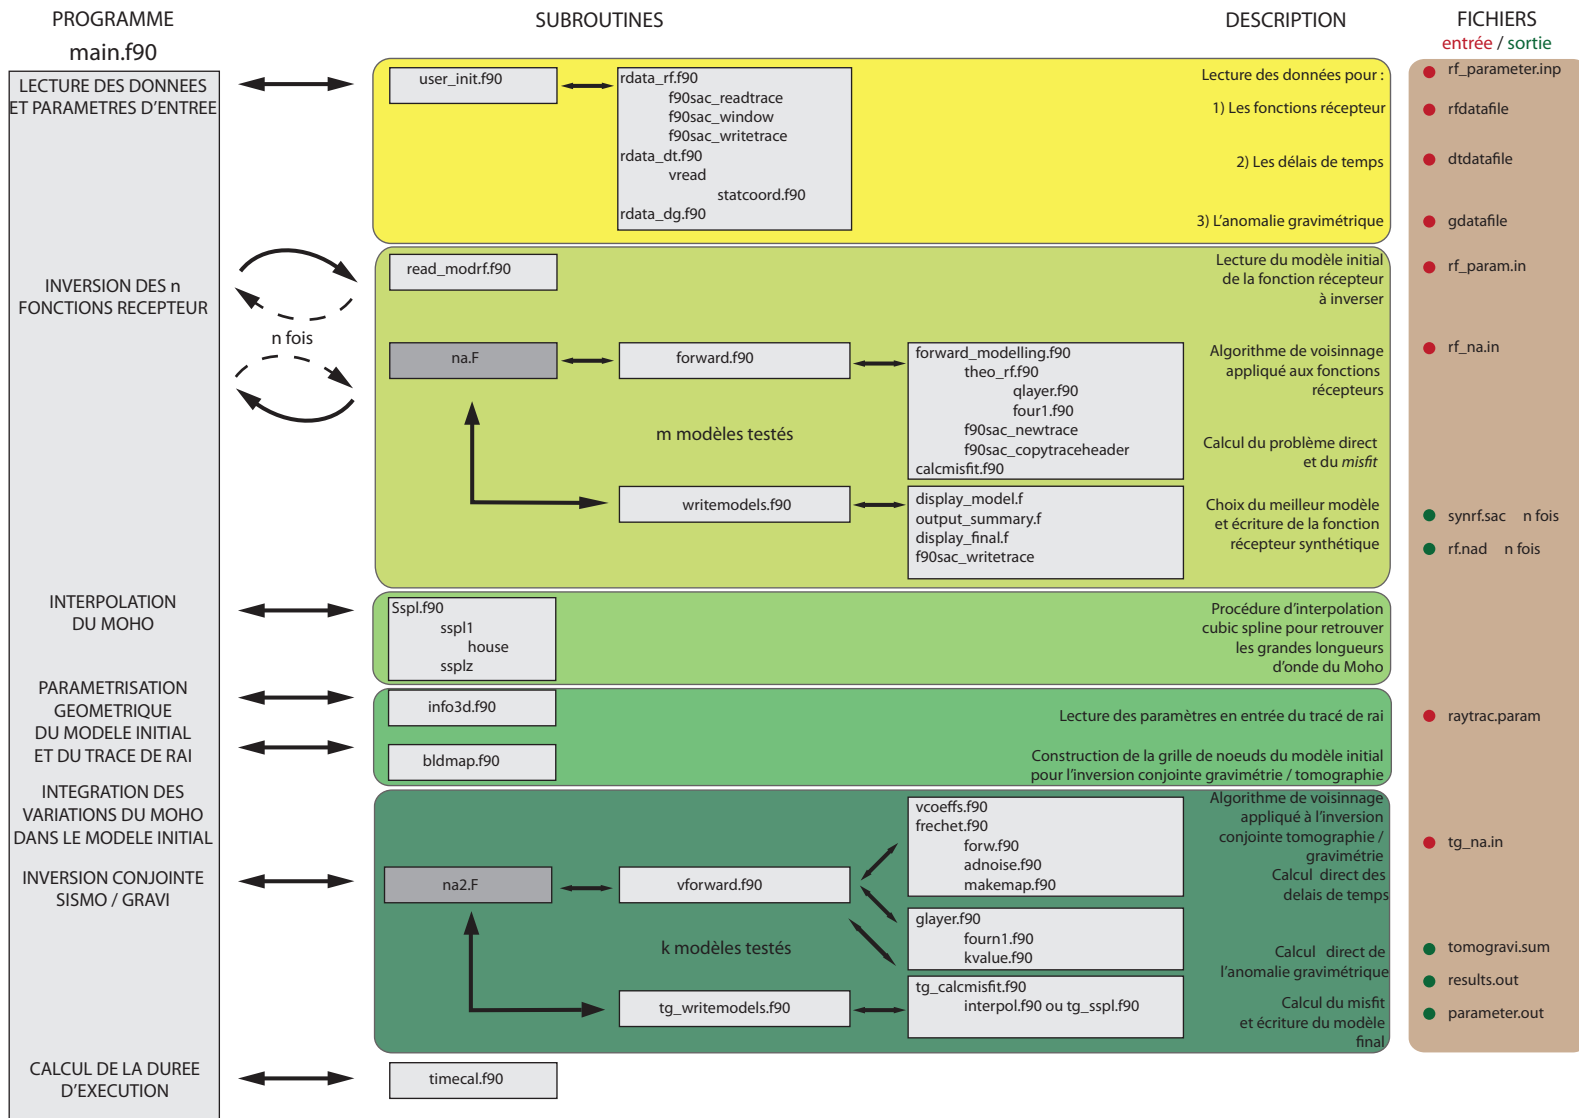 PROGRAMME
main.f90
SUBROUTINES
DESCRIPTION
FICHIERS
entrée / sortie
LECTURE DES DONNEES
ET PARAMETRES D'ENTREE
user_init.f90
rdata_rf.f90
f90sac_readtrace
f90sac_window
f90sac_writetrace
rdata_dt.f90
vread
statcoord.f90
rdata_dg.f90
Lecture des données pour :
1) Les fonctions récepteur
2) Les délais de temps
3) L'anomalie gravimétrique
rf_parameter.inp
rfdatafile
dtdatafile
gdatafile
INVERSION DES n
FONCTIONS RECEPTEUR
n fois
read_modrf.f90
Lecture du modèle initial
de la fonction récepteur
à inverser
rf_param.in
na.F
forward.f90
forward_modelling.f90
theo_rf.f90
qlayer.f90
four1.f90
f90sac_newtrace
f90sac_copytraceheader
calcmisfit.f90
Algorithme de voisinnage
appliqué aux fonctions
récepteurs
rf_na.in
m modèles testés
Calcul du problème direct
et du misfit
writemodels.f90
display_model.f
output_summary.f
display_final.f
f90sac_writetrace
Choix du meilleur modèle
et écriture de la fonction
récepteur synthétique
synrf.sac n fois
rf.nad n fois
INTERPOLATION
DU MOHO
Sspl.f90
sspl1
house
ssplz
Procédure d'interpolation
cubic spline pour retrouver
les grandes longueurs
d'onde du Moho
PARAMETRISATION
GEOMETRIQUE
DU MODELE INITIAL
ET DU TRACE DE RAI
info3d.f90
Lecture des paramètres en entrée du tracé de rai
raytrac.param
bldmap.f90
Construction de la grille de noeuds du modèle initial
pour l'inversion conjointe gravimétrie / tomographie
INTEGRATION DES
VARIATIONS DU MOHO
DANS LE MODELE INITIAL
INVERSION CONJOINTE
SISMO / GRAVI
na2.F
vforward.f90
vcoeffs.f90
frechet.f90
forw.f90
adnoise.f90
makemap.f90
Algorithme de voisinnage
appliqué à l'inversion
conjointe tomographie /
gravimétrie
Calcul direct des
delais de temps
tg_na.in
k modèles testés
glayer.f90
fourn1.f90
kvalue.f90
Calcul direct de
l'anomalie gravimétrique
tomogravi.sum
results.out
parameter.out
tg_writemodels.f90
tg_calcmisfit.f90
interpol.f90 ou tg_sspl.f90
Calcul du misfit
et écriture du modèle
final
CALCUL DE LA DUREE
D'EXECUTION
timecal.f90